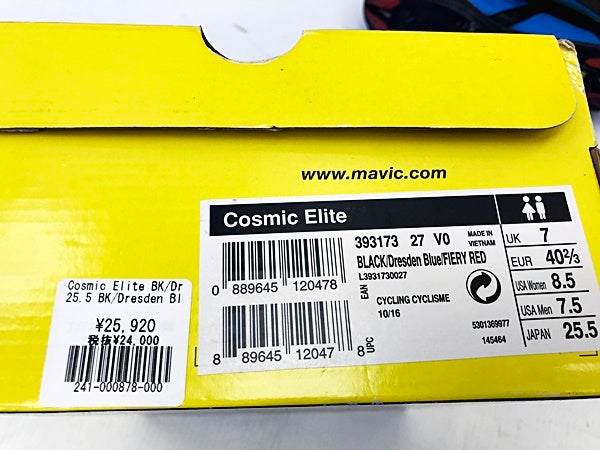 www.mavic.com
Cosmic Elite
393173 27 V0
MADE IN
VIETNAM
BLACK/Dresden Blue/FIERY RED
L3931730027
0 889645 120478
EAN
CYCLING CYCLISME
10/16
5301369977
145464
8 89645 12047 8
UPC
UK 7
EUR 40⅔
USA Women 8.5
USA Men 7.5
JAPAN 25.5
Cosmic Elite BK/Dr
25.5 BK/Dresden Bl
¥25,920
税抜¥24,000
241-000878-000